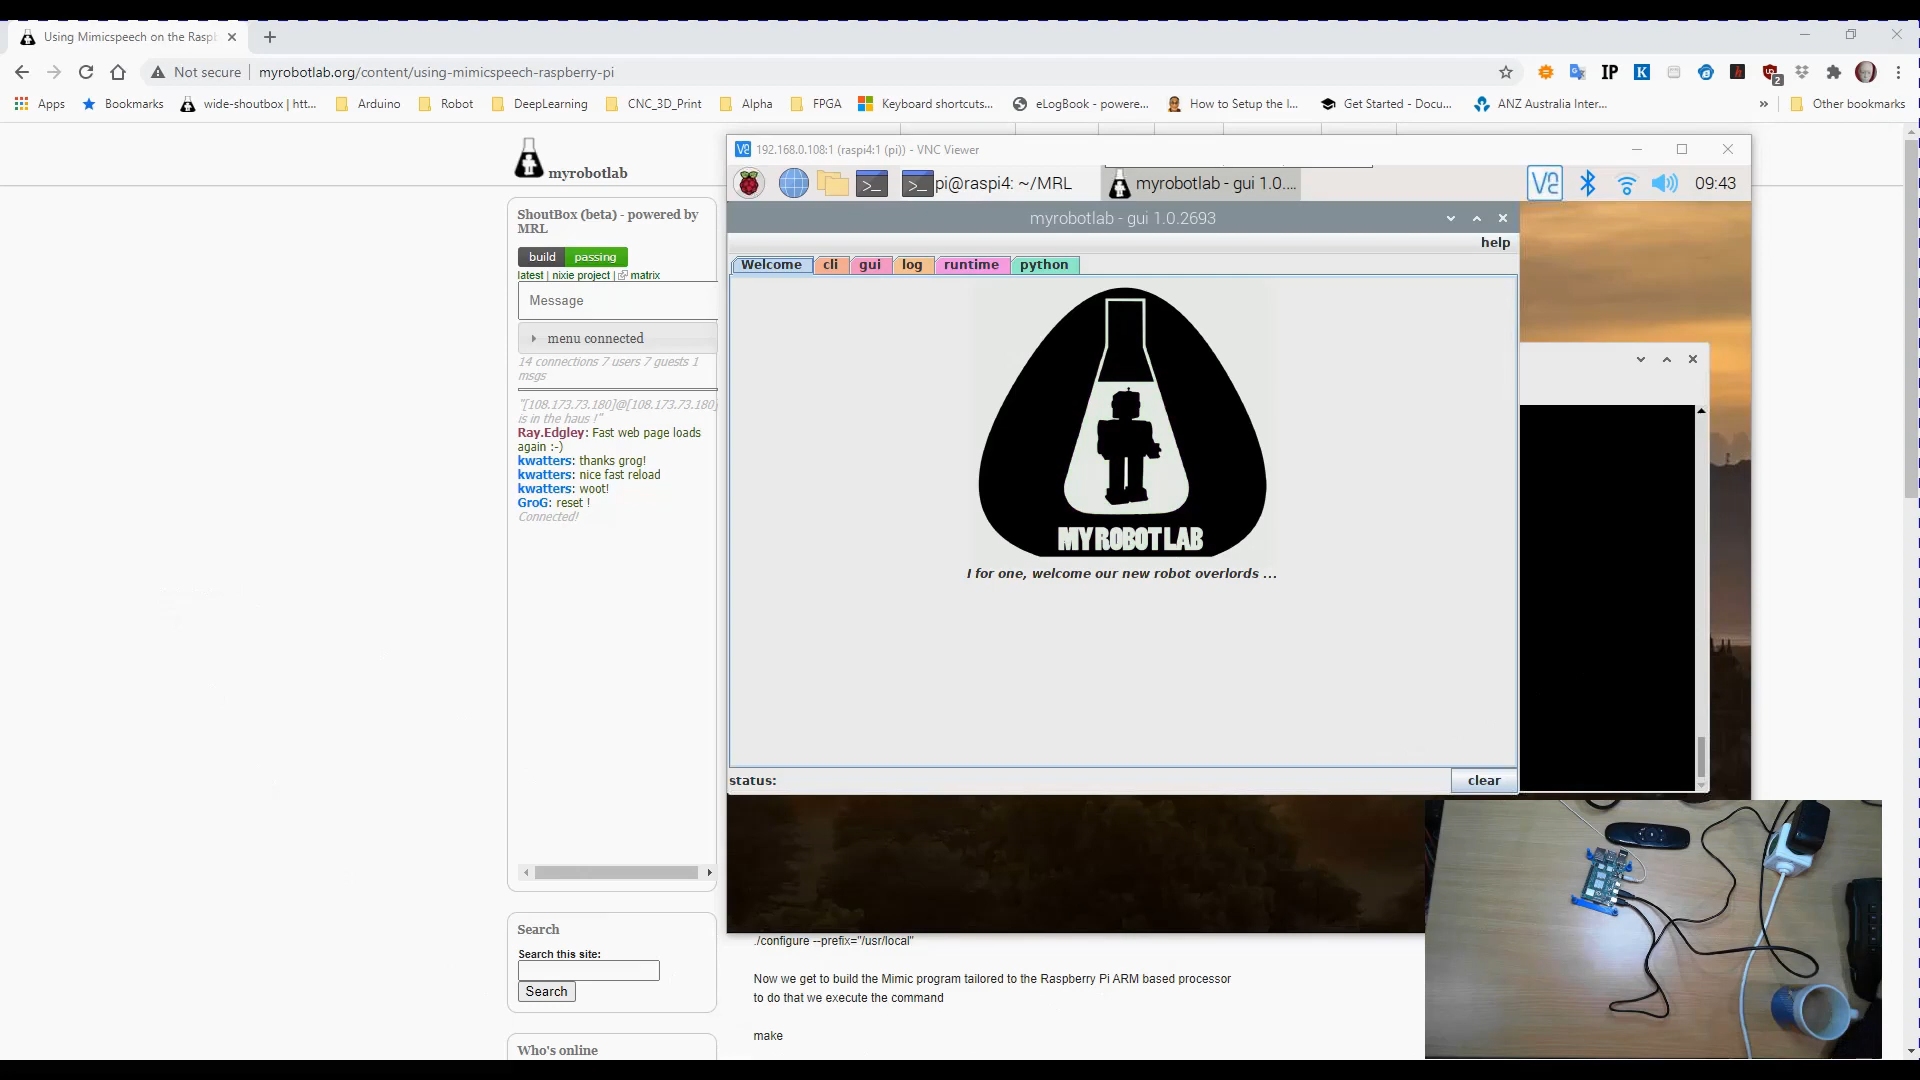 Using Mimicspeech on the Raspb
Not secure
myrobotlab.org/content/using-mimicspeech-raspberry-pi
IP
K
2
Apps
Bookmarks
wide-shoutbox | htt...
Arduino
Robot
DeepLearning
CNC_3D_Print
Alpha
FPGA
Keyboard shortcuts...
eLogBook - powere...
How to Setup the I...
Get Started - Docu...
ANZ Australia Inter...
»
Other bookmarks
myrobotlab
ShoutBox (beta) - powered by
MRL
build passing
latest | nixie project | matrix
Message
menu connected
14 connections 7 users 7 guests 1
msgs
"[108.173.73.180]@[108.173.73.180]
is in the haus !"
Ray.Edgley: Fast web page loads
again :-)
kwatters: thanks grog!
kwatters: nice fast reload
kwatters: woot!
GroG: reset !
Connected!
Search
Search this site:
Search
Who's online
192.168.0.108:1 (raspi4:1 (pi)) - VNC Viewer
pi@raspi4: ~/MRL
myrobotlab - gui 1.0....
09:43
myrobotlab - gui 1.0.2693
help
Welcome
cli
gui
log
runtime
python
MYROBOTLAB
I for one, welcome our new robot overlords ...
status:
clear
./configure --prefix="/usr/local"
Now we get to build the Mimic program tailored to the Raspberry Pi ARM based processor
to do that we execute the command
make